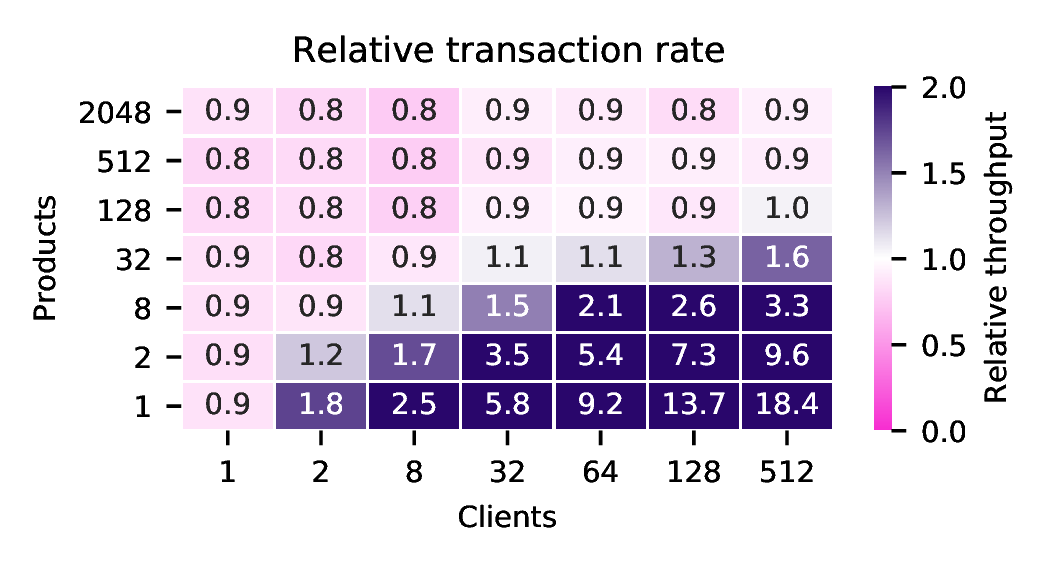 Relative transaction rate
2048 0.9 0.8 0.8 0.9 0.9 0.8 0.9
512 0.8 0.8 0.8 0.9 0.9 0.9 0.9
128 0.8 0.8 0.8 0.9 0.9 0.9 1.0
32 0.9 0.8 0.9 1.1 1.1 1.3 1.6
8 0.9 0.9 1.1 1.5 2.1 2.6 3.3
2 0.9 1.2 1.7 3.5 5.4 7.3 9.6
1 0.9 1.8 2.5 5.8 9.2 13.7 18.4
1 2 8 32 64 128 512
Clients
Products
2.0
1.5
1.0
0.5
0.0
Relative throughput